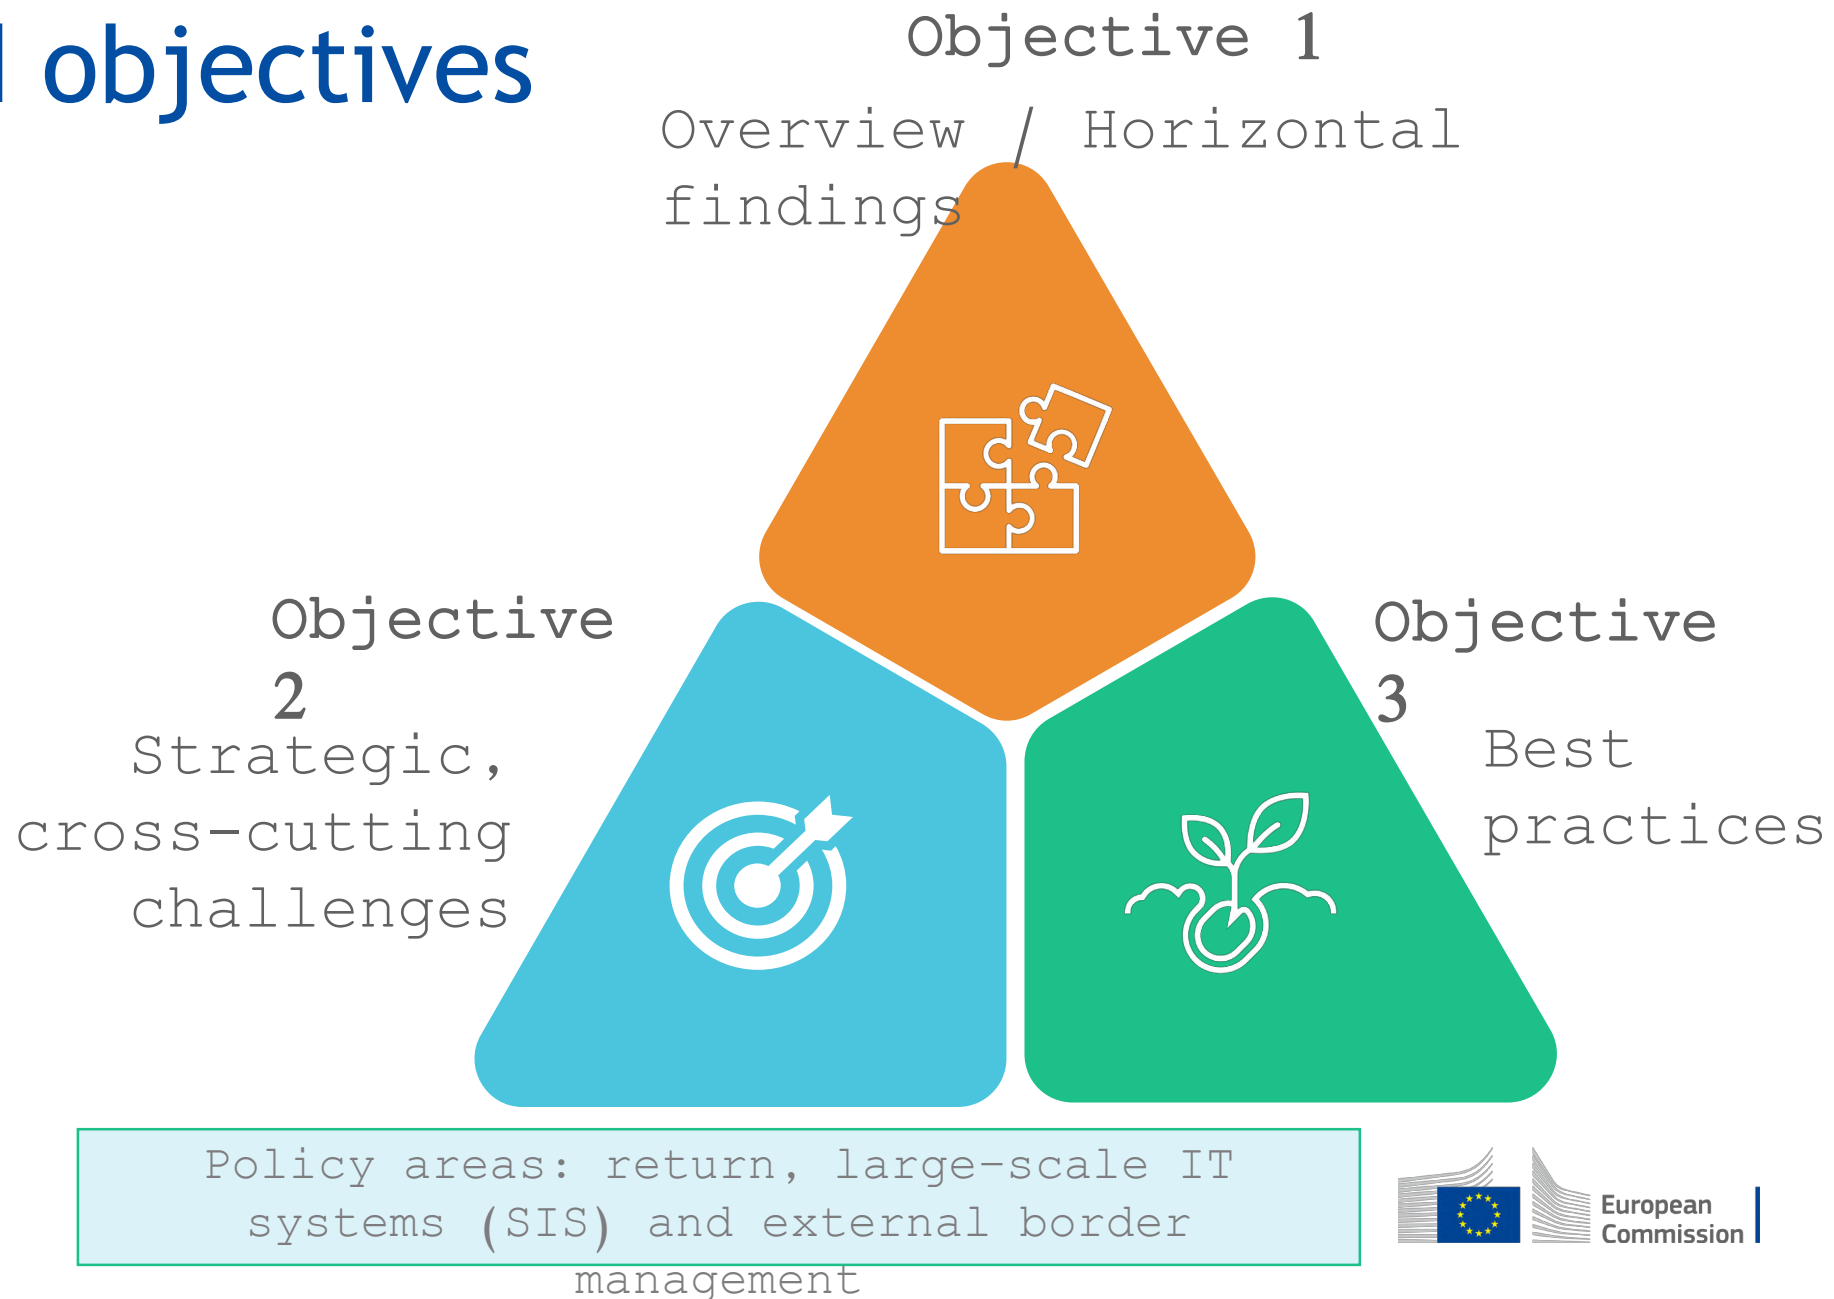 objectives
Objective 1
Overview / Horizontal
findings
Objective
2
Strategic,
cross-cutting
challenges
Objective
3
Best
practices
Policy areas: return, large-scale IT
systems (SIS) and external border
management
European
Commission